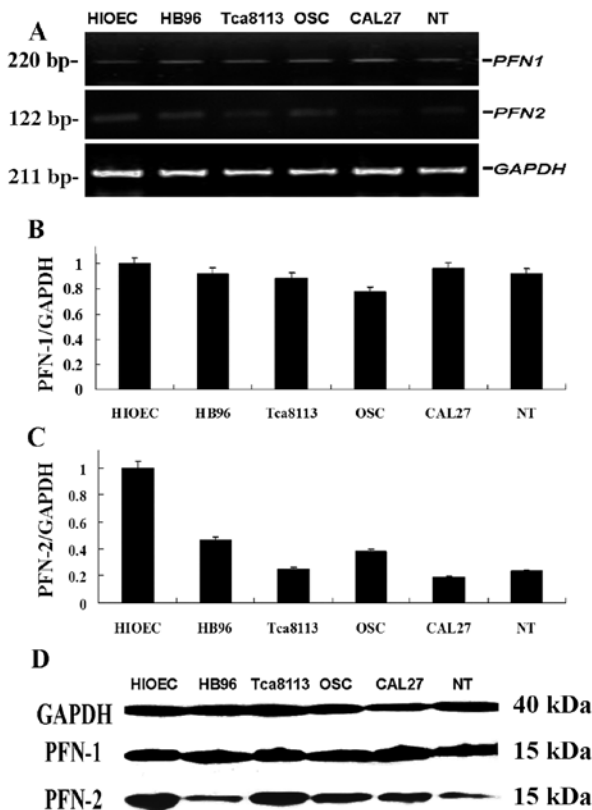 A
HIOEC HB96 Tca8113 OSC CAL27 NT
220 bp- -PFN1
122 bp- -PFN2
211 bp- -GAPDH
B
PFN-1/GAPDH
1
0.8
0.6
0.4
0.2
0
HIOEC HB96 Tca8113 OSC CAL27 NT
C
PFN-2/GAPDH
1
0.8
0.6
0.4
0.2
0
HIOEC HB96 Tca8113 OSC CAL27 NT
D
HIOEC HB96 Tca8113 OSC CAL27 NT
GAPDH 40 kDa
PFN-1 15 kDa
PFN-2 15 kDa